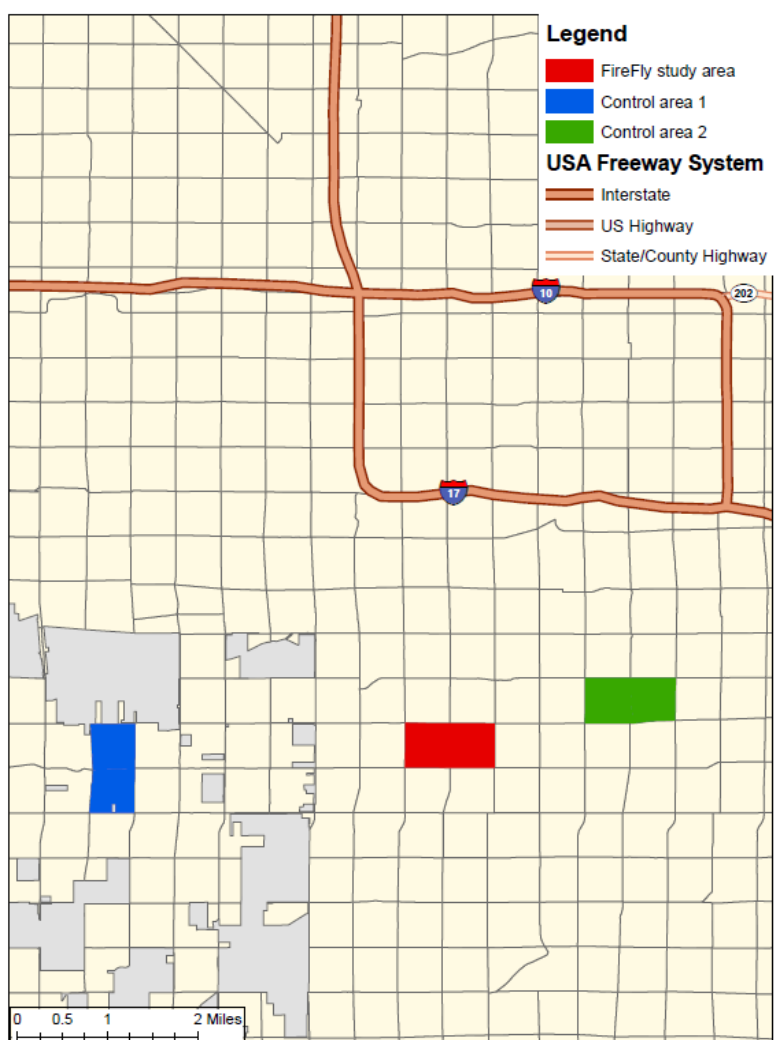 Legend
FireFly study area
Control area 1
Control area 2
USA Freeway System
Interstate
US Highway
State/County Highway
10
202
17
0 0.5 1 2 Miles